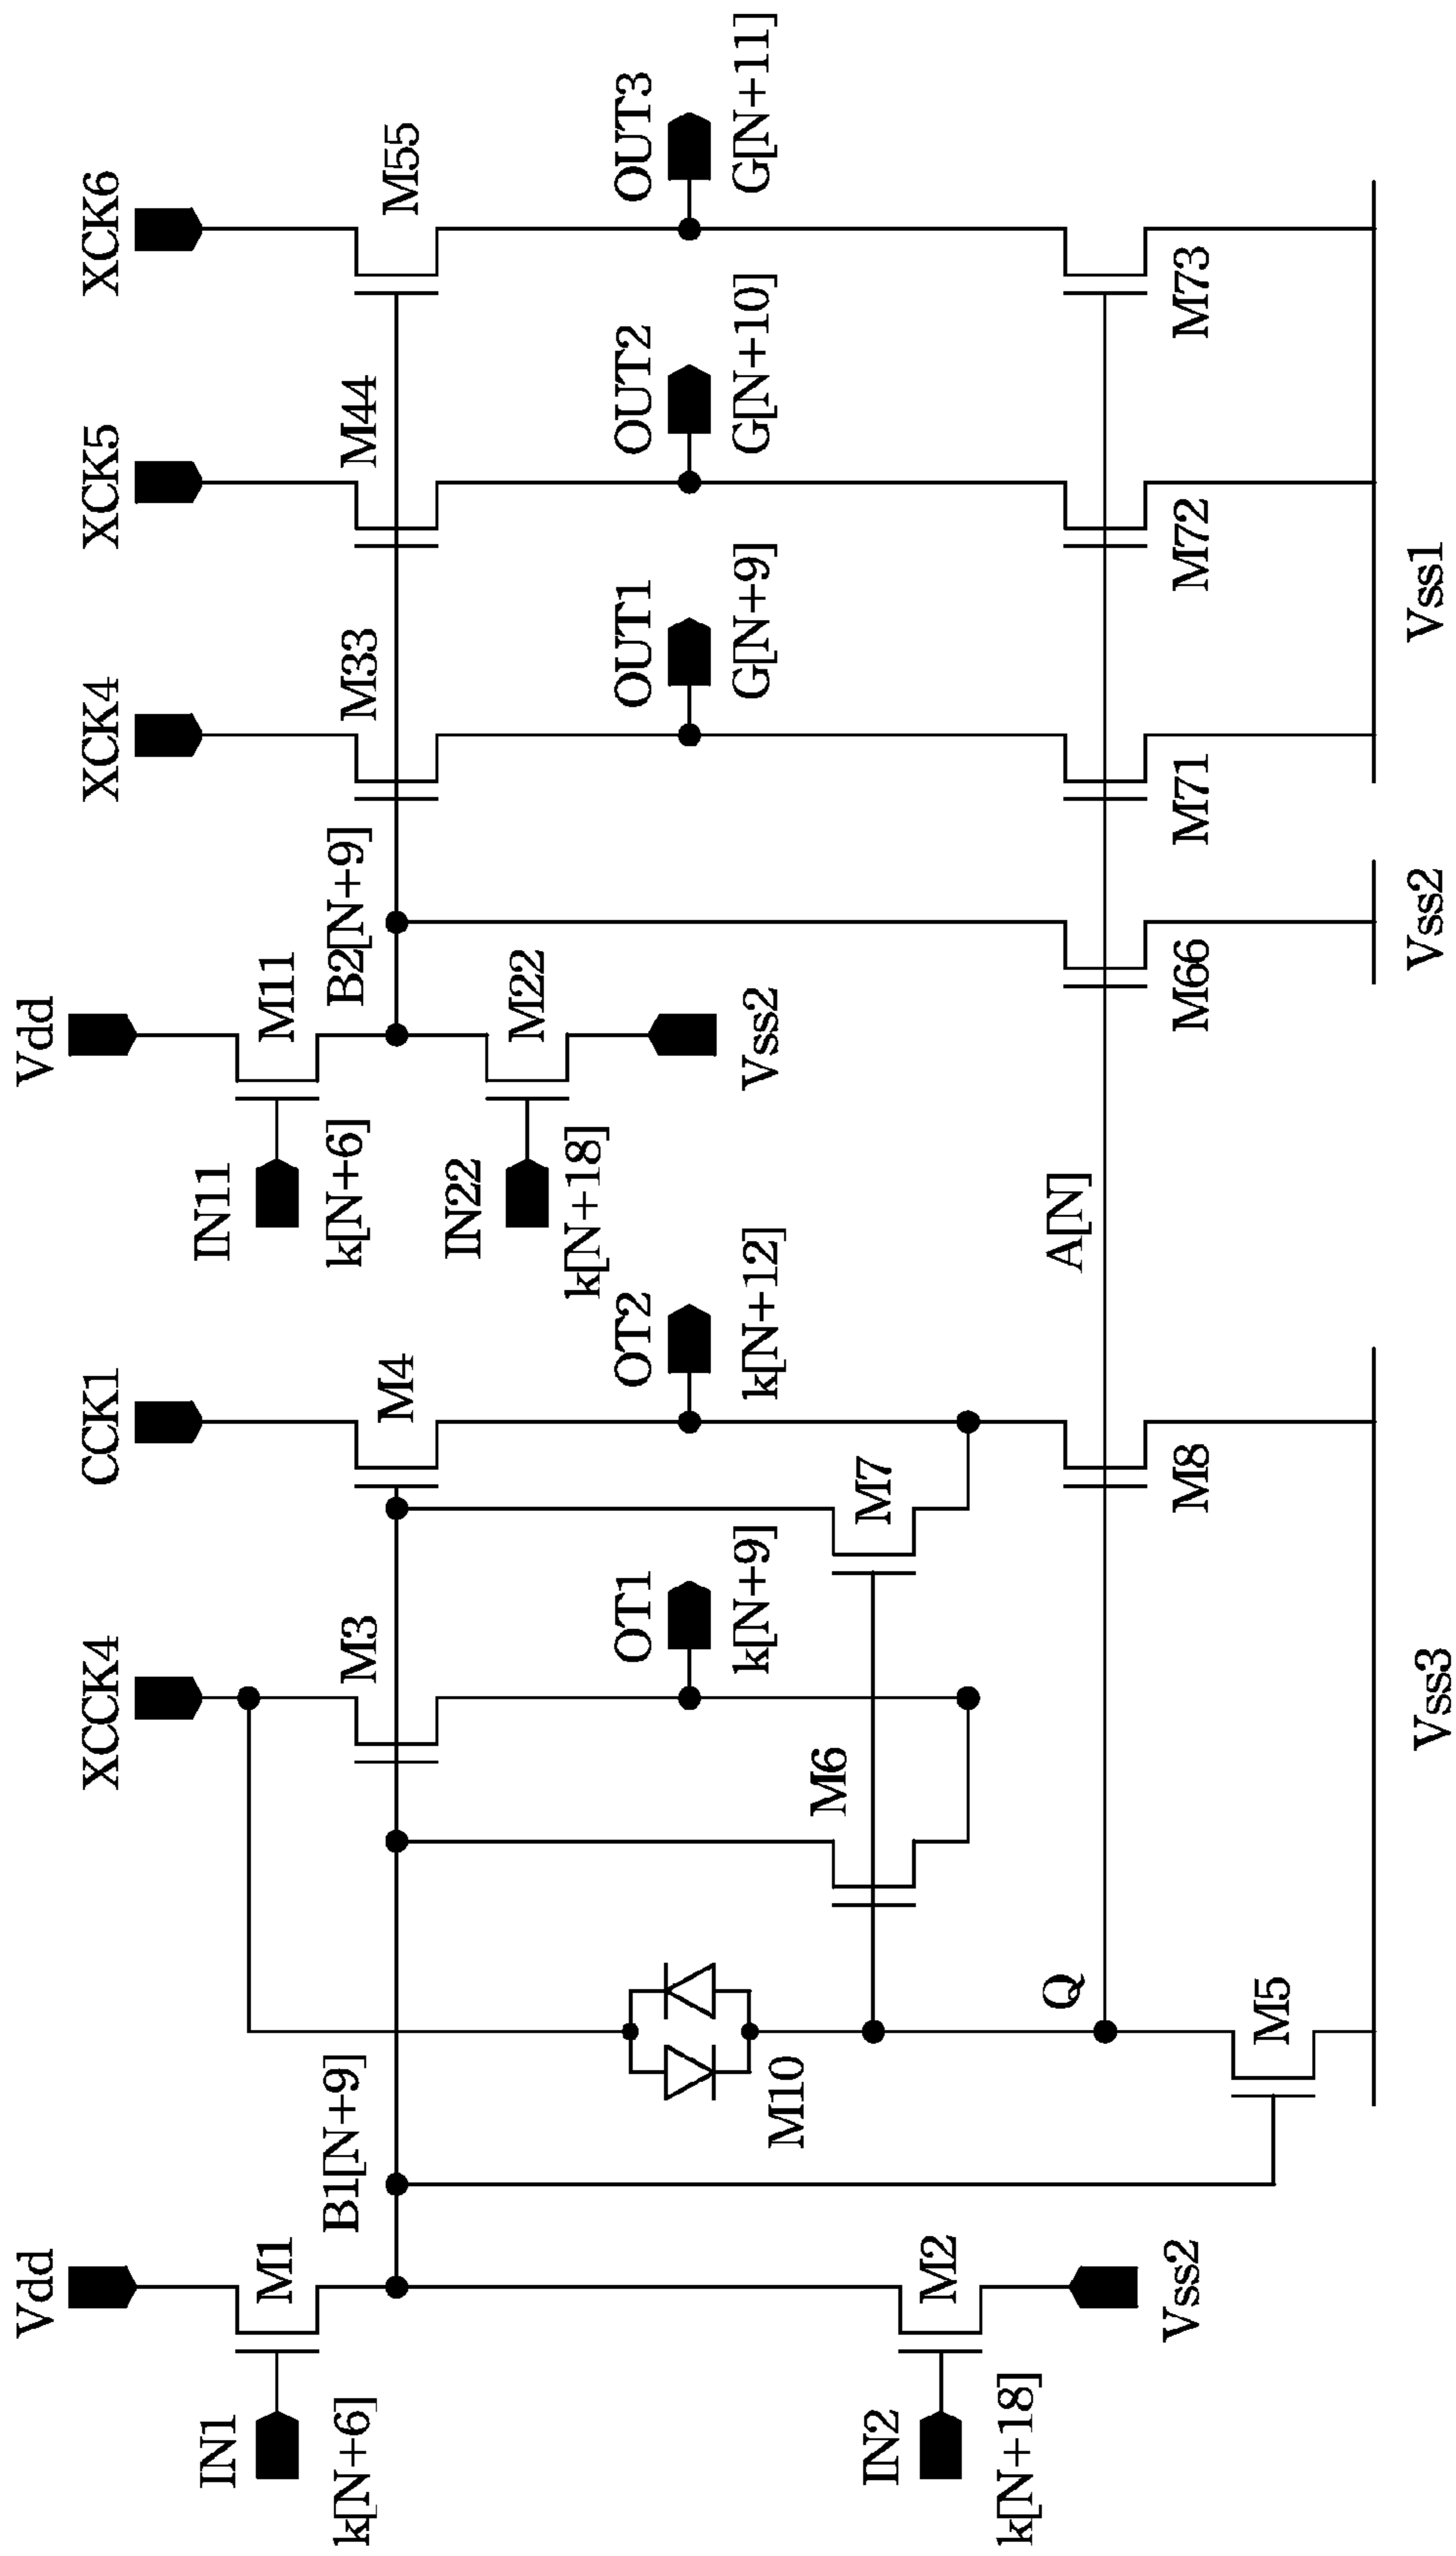 Vdd
IN1
k[N+6]
M1
B1[N+9]
IN2
k[N+18]
M2
Vss2
M10
Q
M5
XCCK4
M3
M6
OT1
k[N+9]
CCK1
M4
M7
OT2
k[N+12]
M8
Vss3
A[N]
Vdd
IN11
k[N+6]
M11
B2[N+9]
IN22
k[N+18]
M22
Vss2
M66
Vss2
XCK4
M33
OUT1
G[N+9]
M71
XCK5
M44
OUT2
G[N+10]
M72
XCK6
M55
OUT3
G[N+11]
M73
Vss1